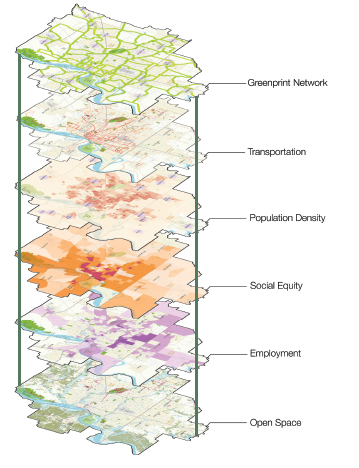 Greenprint Network
Transportation
Population Density
Social Equity
Employment
Open Space